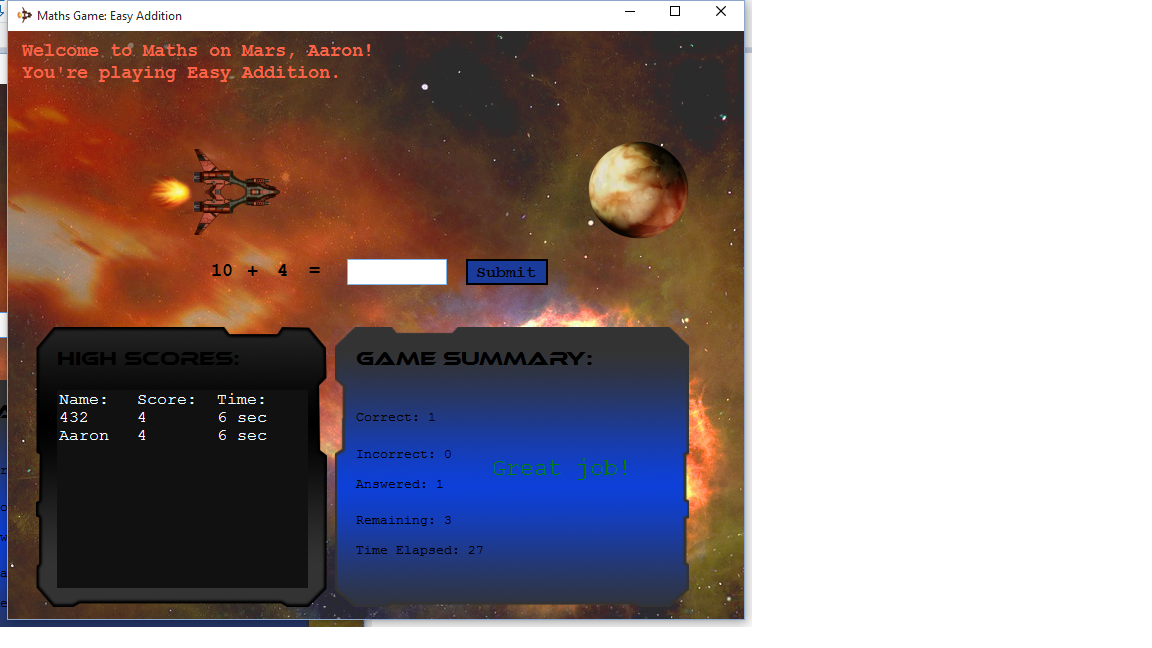 Maths Game: Easy Addition
Welcome to Maths on Mars, Aaron!
You're playing Easy Addition.
10 + 4 =
Submit
HIGH SCORES:
Name: Score: Time:
432 4 6 sec
Aaron 4 6 sec
GAME SUMMARY:
Correct: 1
Incorrect: 0
Great job!
Answered: 1
Remaining: 3
Time Elapsed: 27